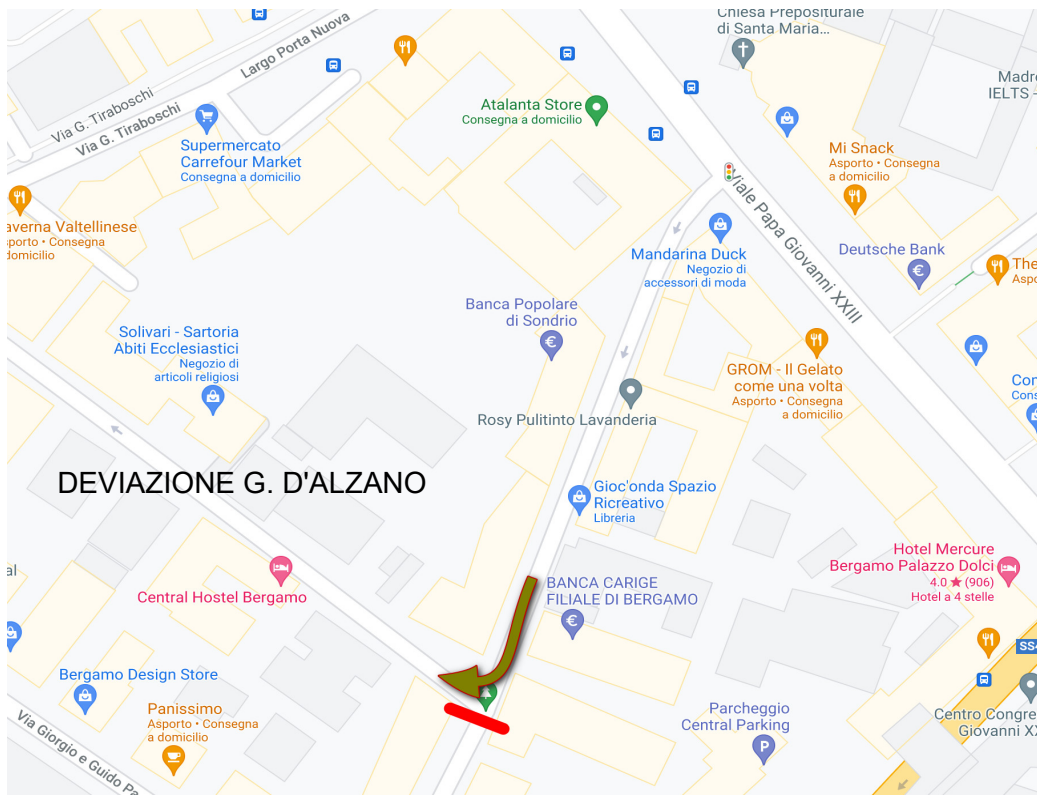 Chiesa Prepositurale
di Santa Maria...
Largo Porta Nuova
Via G. Tiraboschi
Via G. Tiraboschi
Supermercato
Carrefour Market
Consegna a domicilio
Atalanta Store
Consegna a domicilio
Madre
IELTS -
Mi Snack
Asporto • Consegna
a domicilio
averna Valtellinese
sporto • Consegna
domicilio
Viale Papa Giovanni XXIII
Mandarina Duck
Negozio di
accessori di moda
Deutsche Bank
The
Aspo
Banca Popolare
di Sondrio
Solivari - Sartoria
Abiti Ecclesiastici
Negozio di
articoli religiosi
GROM - Il Gelato
come una volta
Asporto • Consegna
a domicilio
Con
Cons
Rosy Pulitinto Lavanderia
DEVIAZIONE G. D'ALZANO
Gioc'onda Spazio
Ricreativo
Libreria
Hotel Mercure
Bergamo Palazzo Dolci
4.0 ★ (906)
Hotel a 4 stelle
al
Central Hostel Bergamo
BANCA CARIGE
FILIALE DI BERGAMO
SS4
Bergamo Design Store
Panissimo
Asporto • Consegna
a domicilio
Via Giorgio e Guido Pa
Parcheggio
Central Parking
P
Centro Congre
Giovanni XX